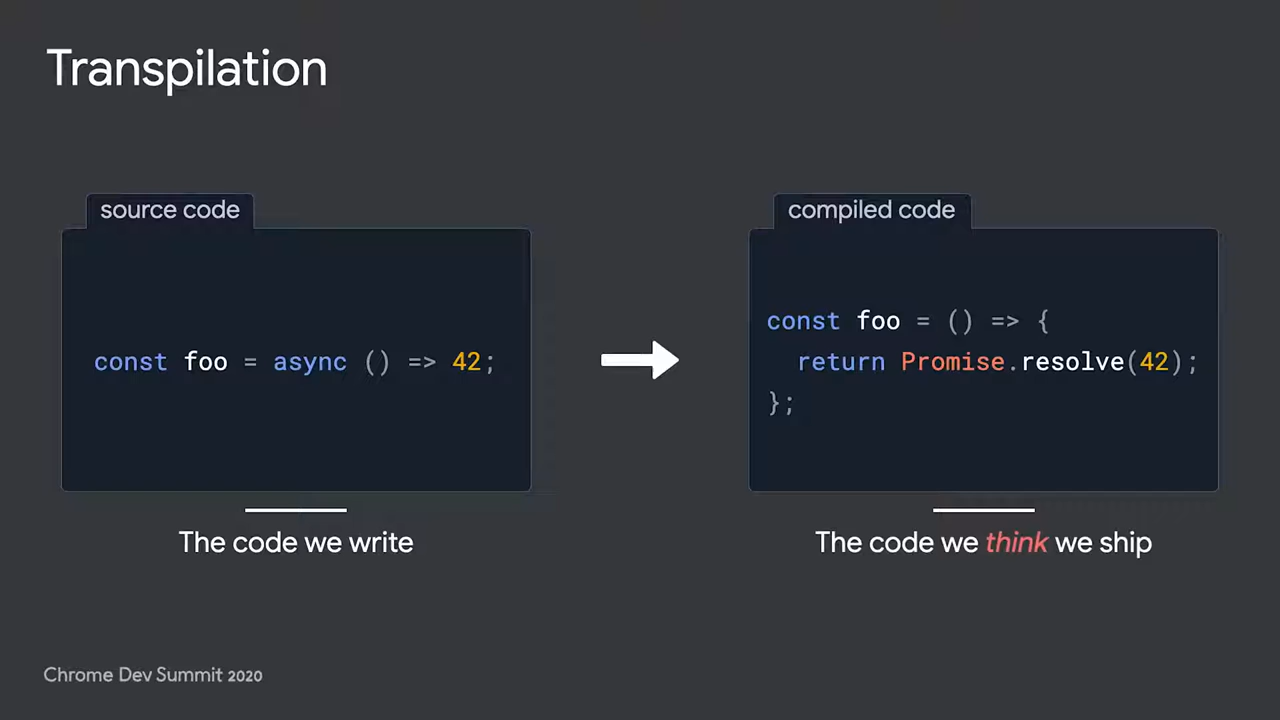 Transpilation
source code
const foo = async () => 42;
The code we write
compiled code
const foo = () => {
  return Promise.resolve(42);
};
The code we think we ship
Chrome Dev Summit 2020